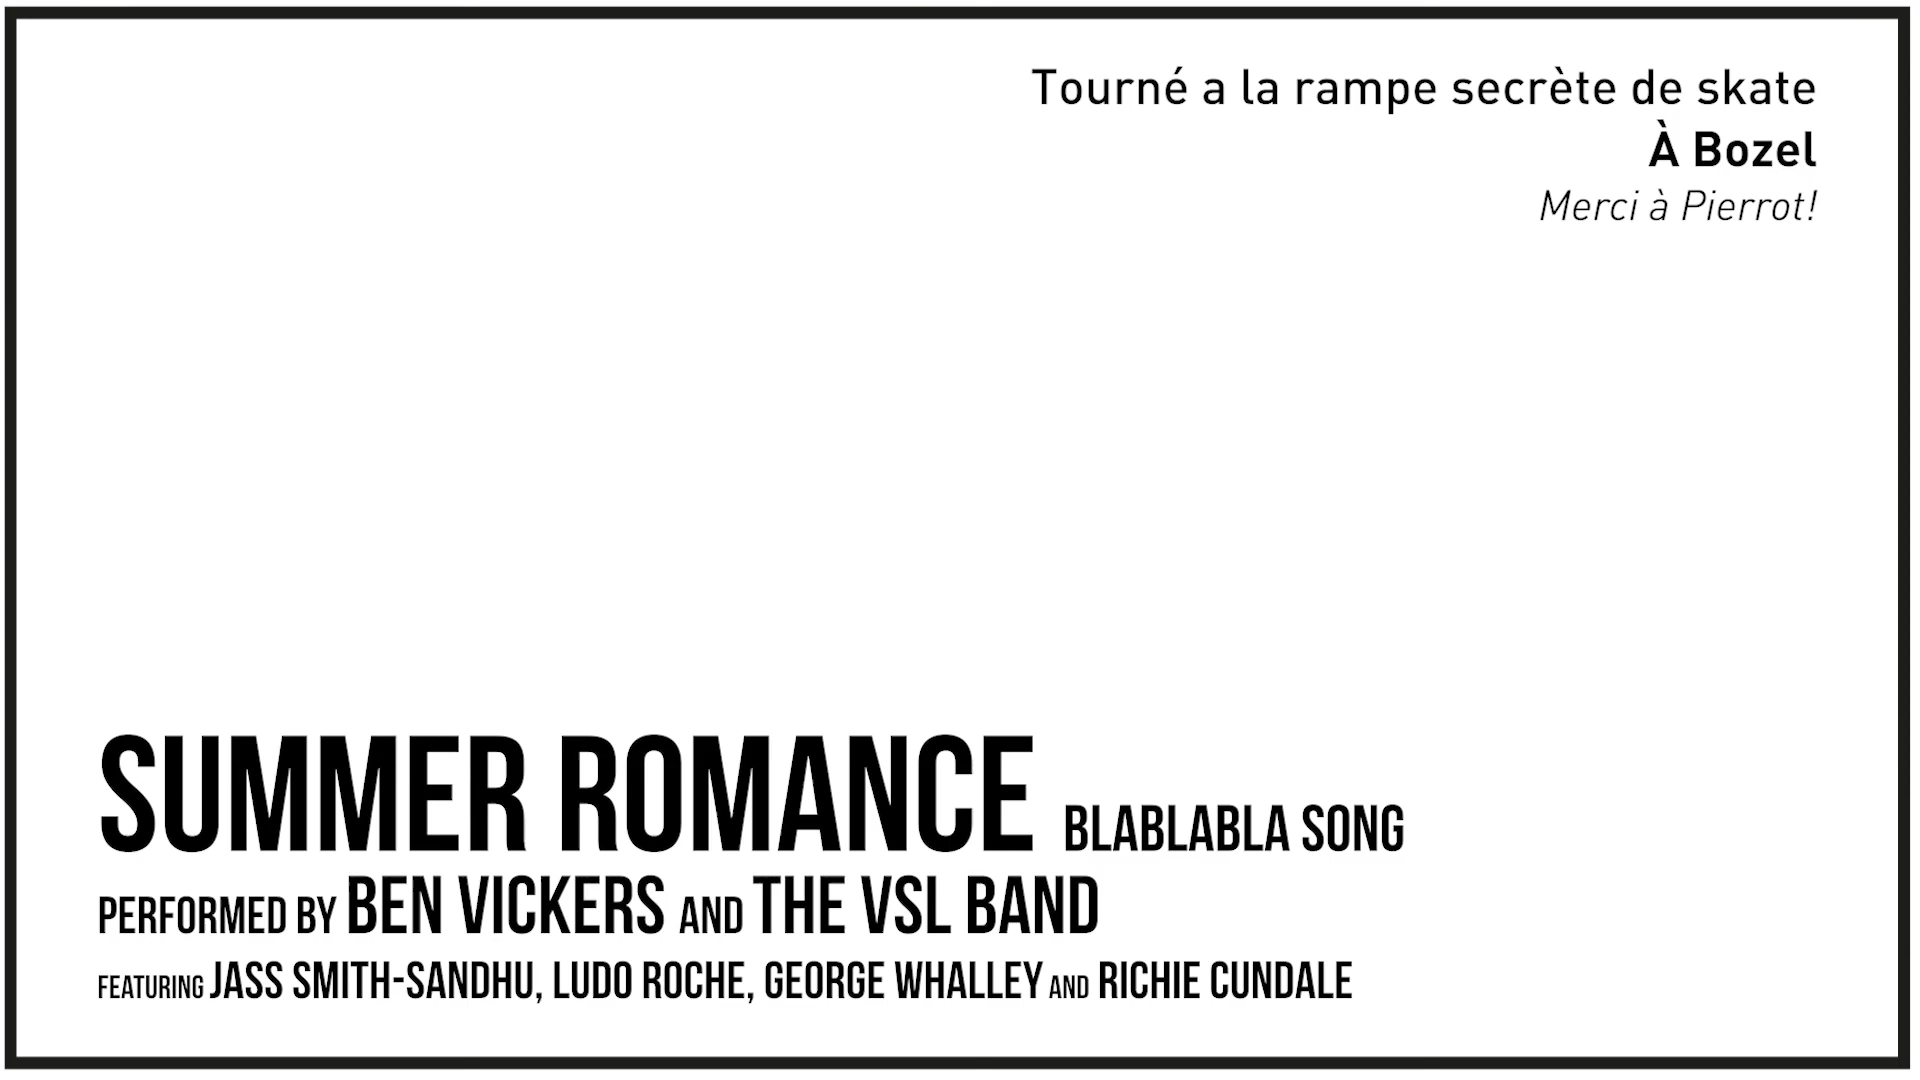 Tourné a la rampe secrète de skate
À Bozel
Merci à Pierrot!
SUMMER ROMANCE BLABLABLA SONG
PERFORMED BY BEN VICKERS AND THE VSL BAND
FEATURING JASS SMITH-SANDHU, LUDO ROCHE, GEORGE WHALLEY AND RICHIE CUNDALE